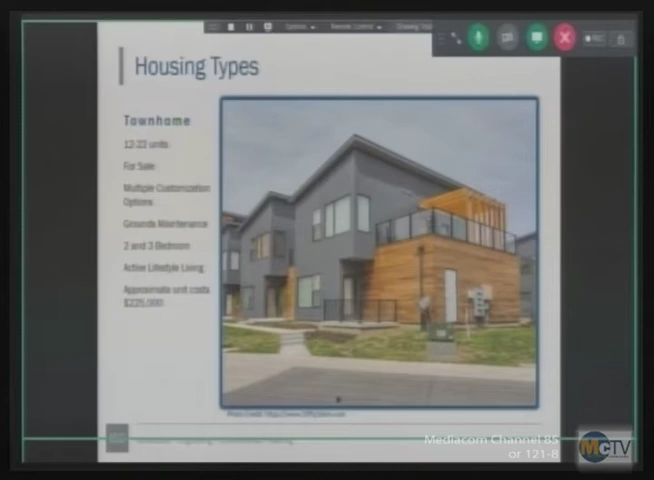 Housing Types
Townhome
12-22 units
For Sale
Multiple Customization
Options
Grounds Maintenance
2 and 3 Bedroom
Active Lifestyle Living
Approximate unit costs
$225,000
Mediacom Channel 85
or 121-8
MCTV